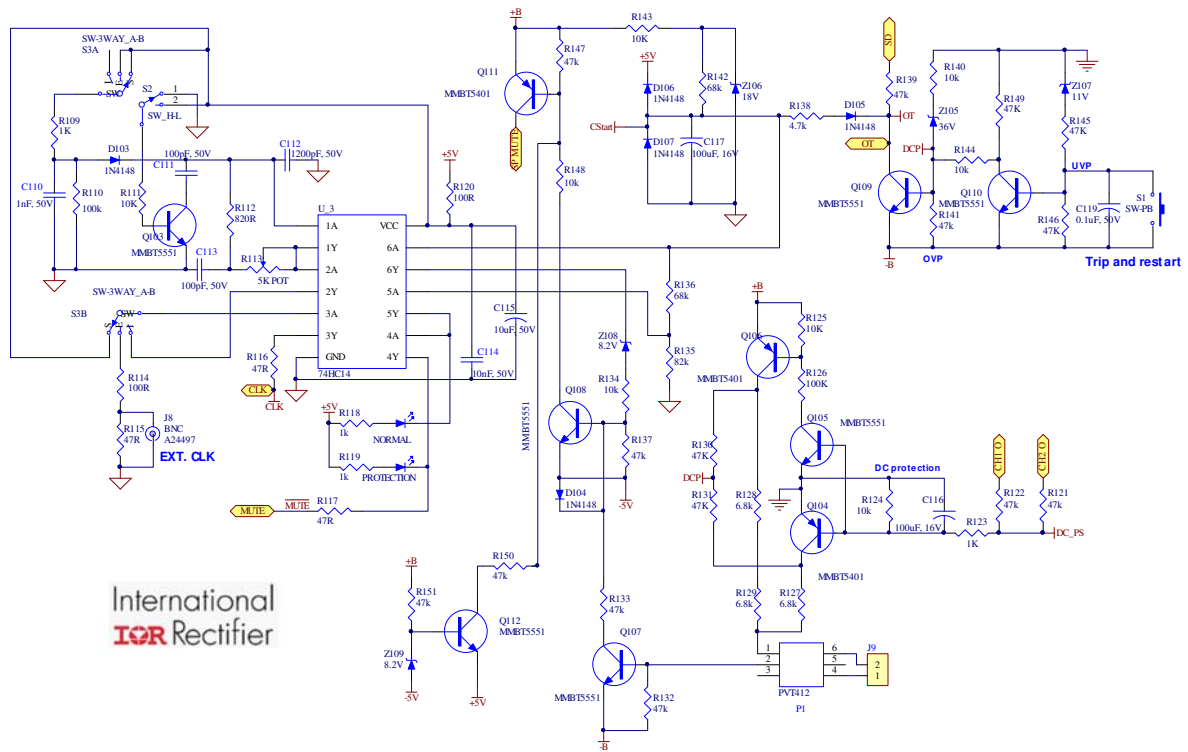 SW-3WAY_A-B
S3A
SW
S2
1
2
SW_H-L
R109
1K
D103
1N4148
100pF, 50V
C111
C112
1200pF, 50V
C110
1nF, 50V
R110
100k
R111
10K
R112
820R
Q103
MMBT5551
C113
100pF, 50V
R113
5K POT
+5V
R120
100R
U_3
1A
1Y
2A
2Y
3A
3Y
GND
VCC
6A
6Y
5A
5Y
4A
4Y
74HC14
SW-3WAY_A-B
S3B
SW
R114
100R
R115
47R
J8
BNC
A24497
EXT. CLK
R116
47R
CLK
CLK
C115
10uF, 50V
C114
10nF, 50V
+5V
R118
1k
NORMAL
R119
1k
PROTECTION
MUTE
MUTE
R117
47R
+B
Q111
MMBT5401
SP MUTE
R147
47k
R148
10k
R143
10K
+5V
D106
1N4148
R142
68k
Z106
18V
CStart
D107
1N4148
C117
100uF, 16V
R138
4.7k
D105
1N4148
SD
R139
47k
OT
OT
R140
10k
Z105
36V
DCP
R144
10k
R149
47K
Z107
11V
R145
47K
UVP
Q109
MMBT5551
R141
47k
Q110
MMBT5551
R146
47K
C119
0.1uF, 50V
S1
SW-PB
-B
OVP
Trip and restart
R136
68k
R135
82k
Z108
8.2V
R134
10k
R137
47k
-5V
Q108
MMBT5551
D104
1N4148
+B
Q106
MMBT5401
R125
10K
R126
100K
Q105
MMBT5551
R130
47K
DCP
R131
47K
R128
6.8k
DC protection
Q104
MMBT5401
R124
10k
C116
100uF, 16V
R123
1K
CH1 O
CH2 O
R122
47k
R121
47k
DC_PS
R129
6.8k
R127
6.8k
+B
R151
47k
R150
47k
Q112
MMBT5551
Z109
8.2V
-5V
+5V
R133
47k
Q107
MMBT5551
R132
47k
-B
1
2
3
6
5
4
PVT412
P1
J9
2
1
International
IOR Rectifier